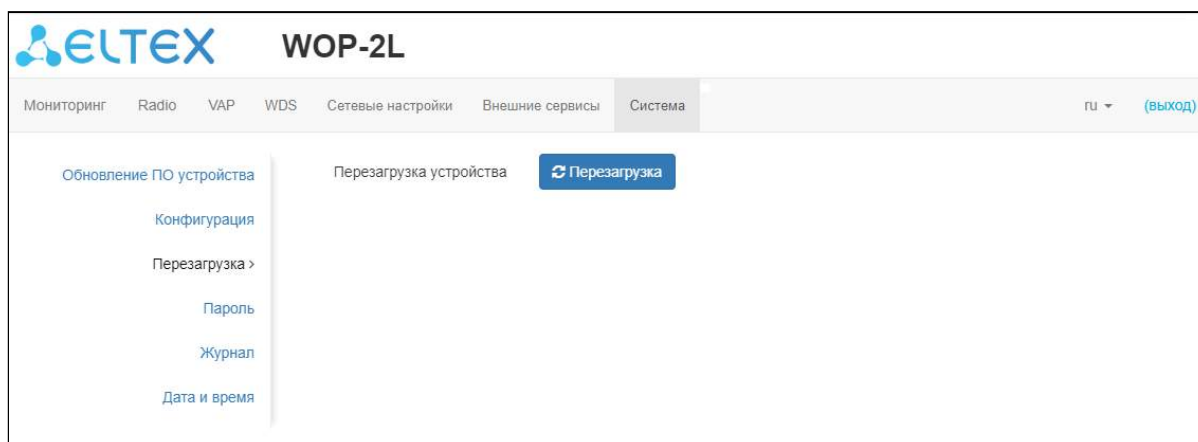 ELTEX WOP-2L
Мониторинг Radio VAP WDS Сетевые настройки Внешние сервисы Система ru (выход)
Обновление ПО устройства
Перезагрузка устройства Перезагрузка
Конфигурация
Перезагрузка >
Пароль
Журнал
Дата и время